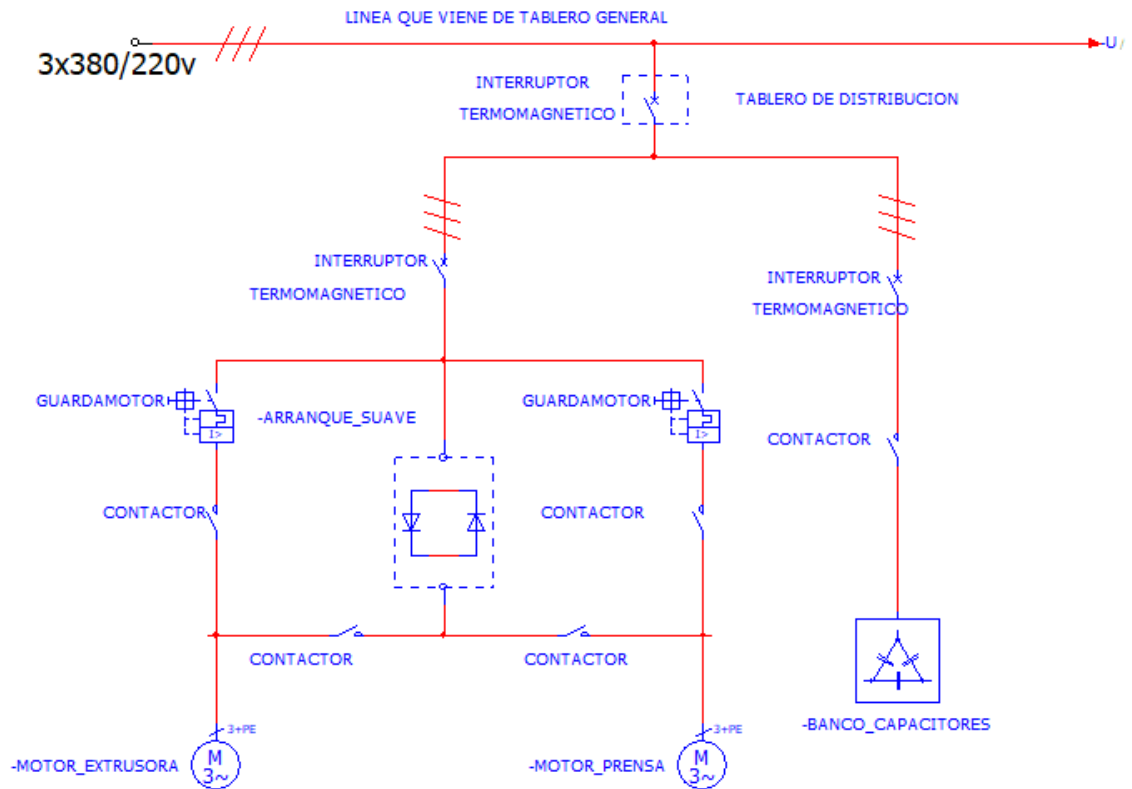 LINEA QUE VIENE DE TABLERO GENERAL
3x380/220v
-U /
INTERRUPTOR
TERMOMAGNETICO
TABLERO DE DISTRIBUCION
INTERRUPTOR
TERMOMAGNETICO
INTERRUPTOR
TERMOMAGNETICO
GUARDAMOTOR
I>
-ARRANQUE_SUAVE
GUARDAMOTOR
I>
CONTACTOR
CONTACTOR
CONTACTOR
CONTACTOR
CONTACTOR
3+PE
3+PE
-BANCO_CAPACITORES
-MOTOR_EXTRUSORA
M
3~
-MOTOR_PRENSA
M
3~